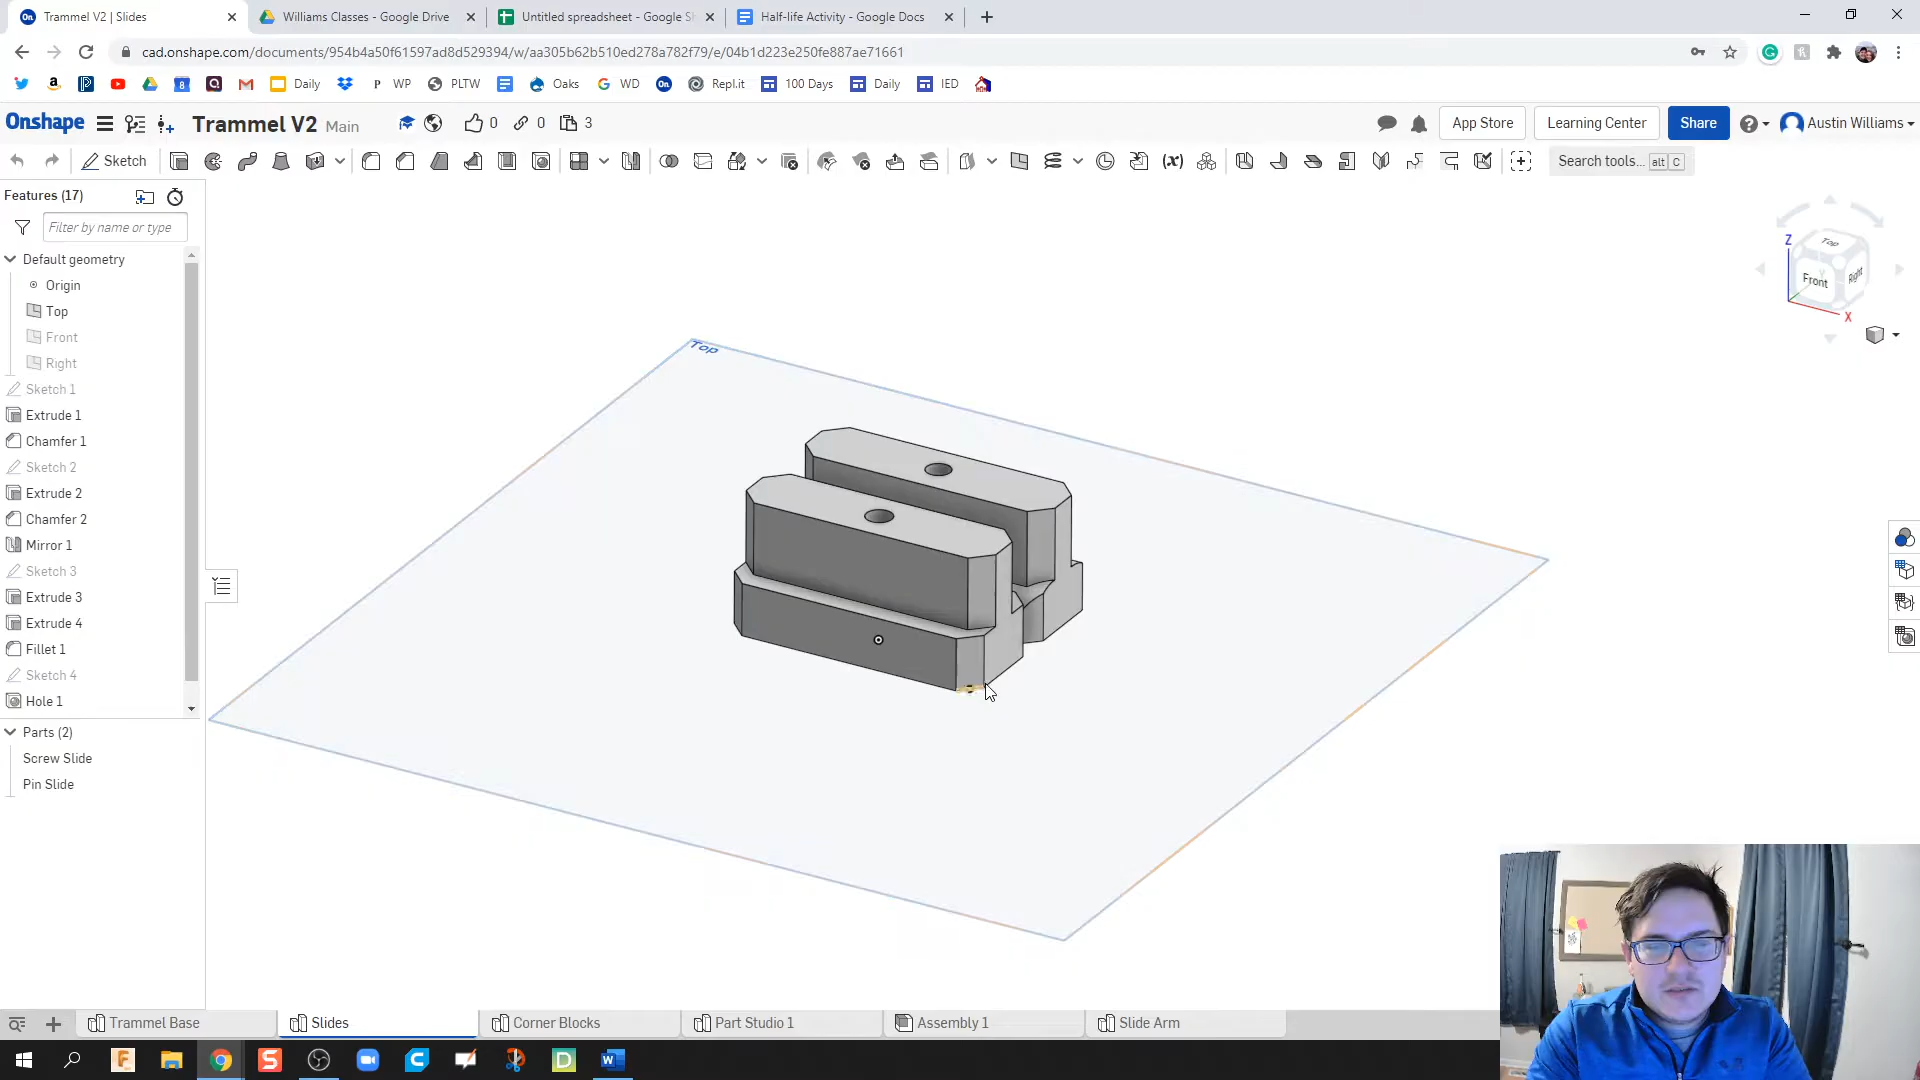 Trammel V2 | Slides
Williams Classes - Google Drive
Untitled spreadsheet - Google Sh
Half-life Activity - Google Docs
cad.onshape.com/documents/954b4a50f61597ad8d529394/w/aa305b62b510ed278a782f79/e/04b1d223e250fe887ae71661
Daily
P WP
PLTW
Oaks
G WD
On
Repl.it
100 Days
Daily
IED
Onshape
Trammel V2 Main
0
0
3
App Store
Learning Center
Share
Austin Williams
Sketch
(x)
Search tools... alt C
Features (17)
Filter by name or type
Default geometry
Origin
Top
Front
Right
Sketch 1
Extrude 1
Chamfer 1
Sketch 2
Extrude 2
Chamfer 2
Mirror 1
Sketch 3
Extrude 3
Extrude 4
Fillet 1
Sketch 4
Hole 1
Parts (2)
Screw Slide
Pin Slide
Top
Z
Top
Front
Right
X
Trammel Base
Slides
Corner Blocks
Part Studio 1
Assembly 1
Slide Arm